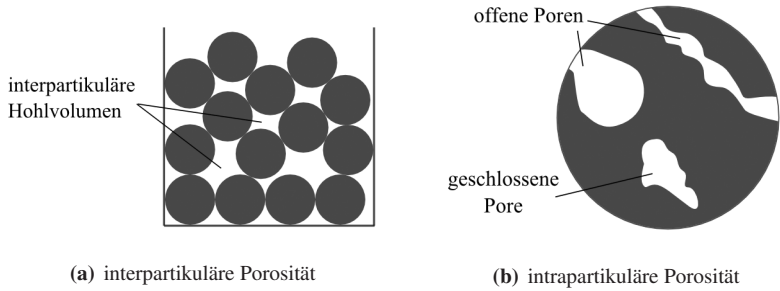 interpartikuläre
Hohlvolumen
(a) interpartikuläre Porosität
offene Poren
geschlossene
Pore
(b) intrapartikuläre Porosität